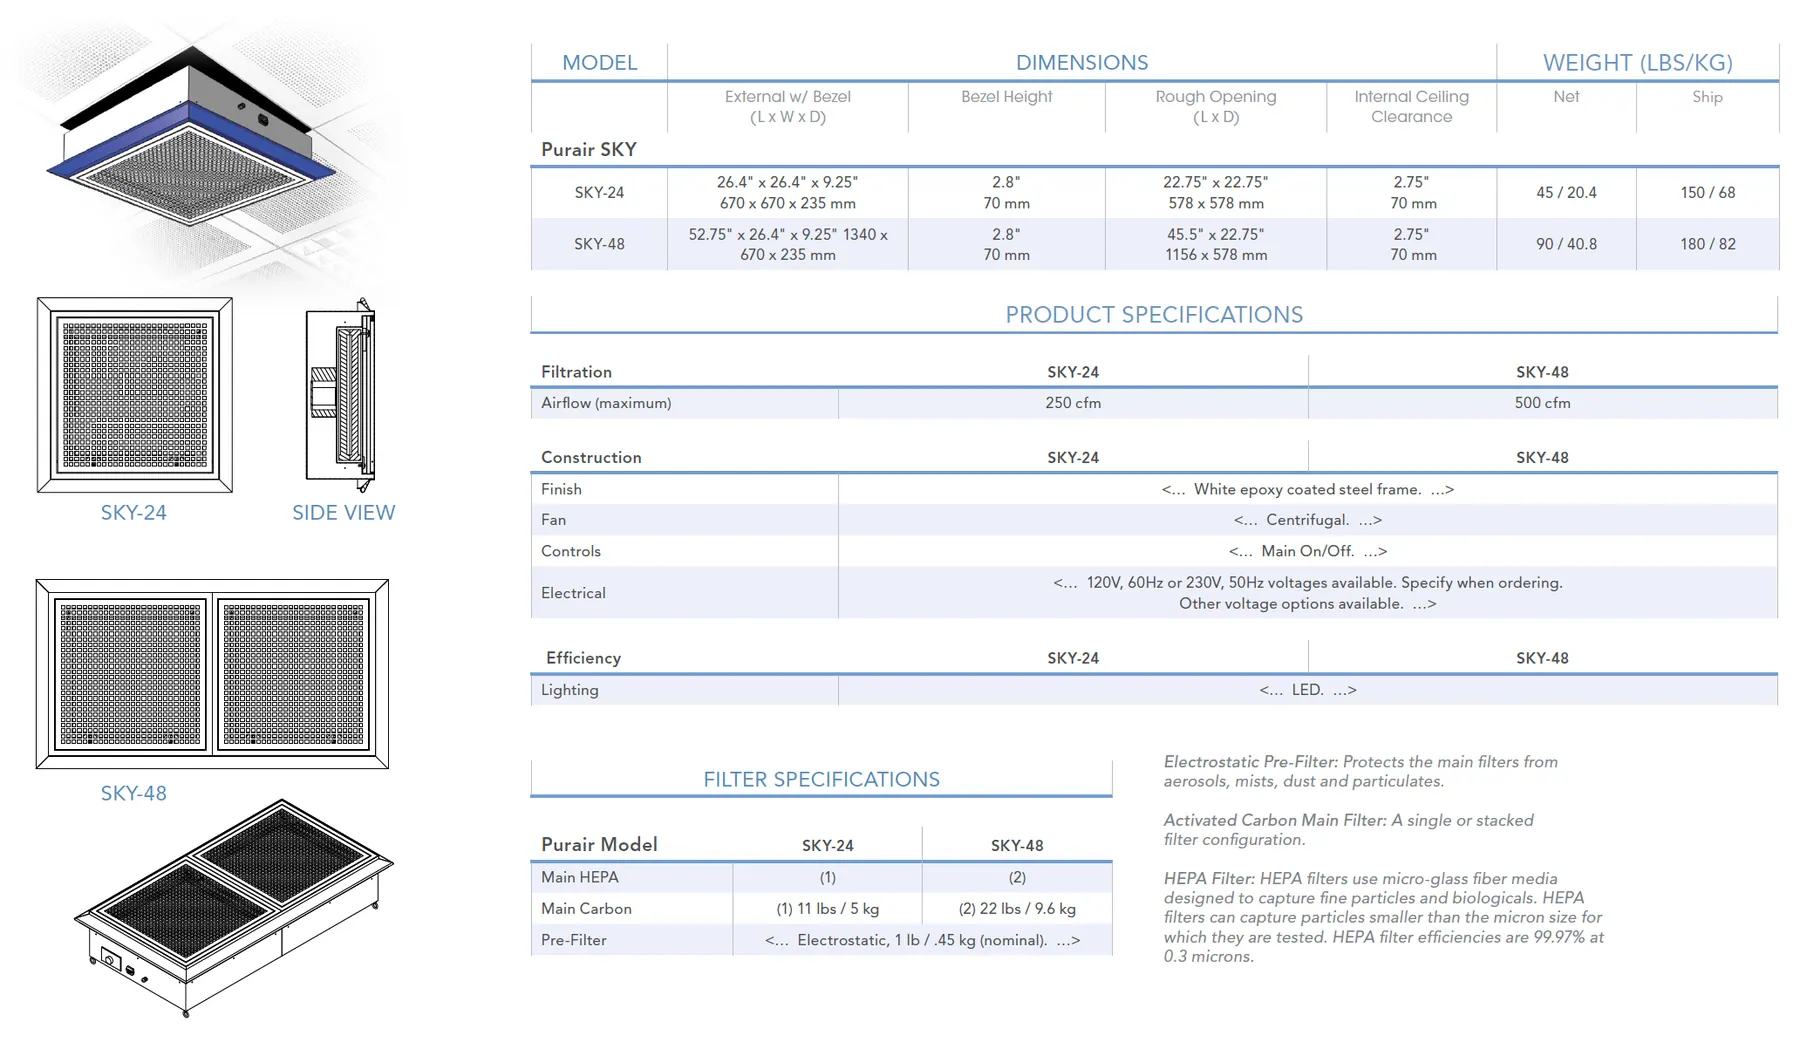 MODEL DIMENSIONS WEIGHT (LBS/KG)
External w/ Bezel Bezel Height Rough Opening Internal Ceiling Net Ship
(L x W x D) (L x D) Clearance
Purair SKY
SKY-24 26.4" x 26.4" x 9.25" 2.8" 22.75" x 22.75" 2.75" 45 / 20.4 150 / 68
670 x 670 x 235 mm 70 mm 578 x 578 mm 70 mm
SKY-48 52.75" x 26.4" x 9.25" 1340 x 2.8" 45.5" x 22.75" 2.75" 90 / 40.8 180 / 82
670 x 235 mm 70 mm 1156 x 578 mm 70 mm
PRODUCT SPECIFICATIONS
Filtration SKY-24 SKY-48
Airflow (maximum) 250 cfm 500 cfm
Construction SKY-24 SKY-48
Finish <... White epoxy coated steel frame. ...>
Fan <... Centrifugal. ...>
Controls <... Main On/Off. ...>
Electrical <... 120V, 60Hz or 230V, 50Hz voltages available. Specify when ordering.
Other voltage options available. ...>
Efficiency SKY-24 SKY-48
Lighting <... LED. ...>
FILTER SPECIFICATIONS
Purair Model SKY-24 SKY-48
Main HEPA (1) (2)
Main Carbon (1) 11 lbs / 5 kg (2) 22 lbs / 9.6 kg
Pre-Filter <... Electrostatic, 1 lb / .45 kg (nominal). ...>
Electrostatic Pre-Filter: Protects the main filters from
aerosols, mists, dust and particulates.
Activated Carbon Main Filter: A single or stacked
filter configuration.
HEPA Filter: HEPA filters use micro-glass fiber media
designed to capture fine particles and biologicals. HEPA
filters can capture particles smaller than the micron size for
which they are tested. HEPA filter efficiencies are 99.97% at
0.3 microns.
SKY-24 SIDE VIEW
SKY-48